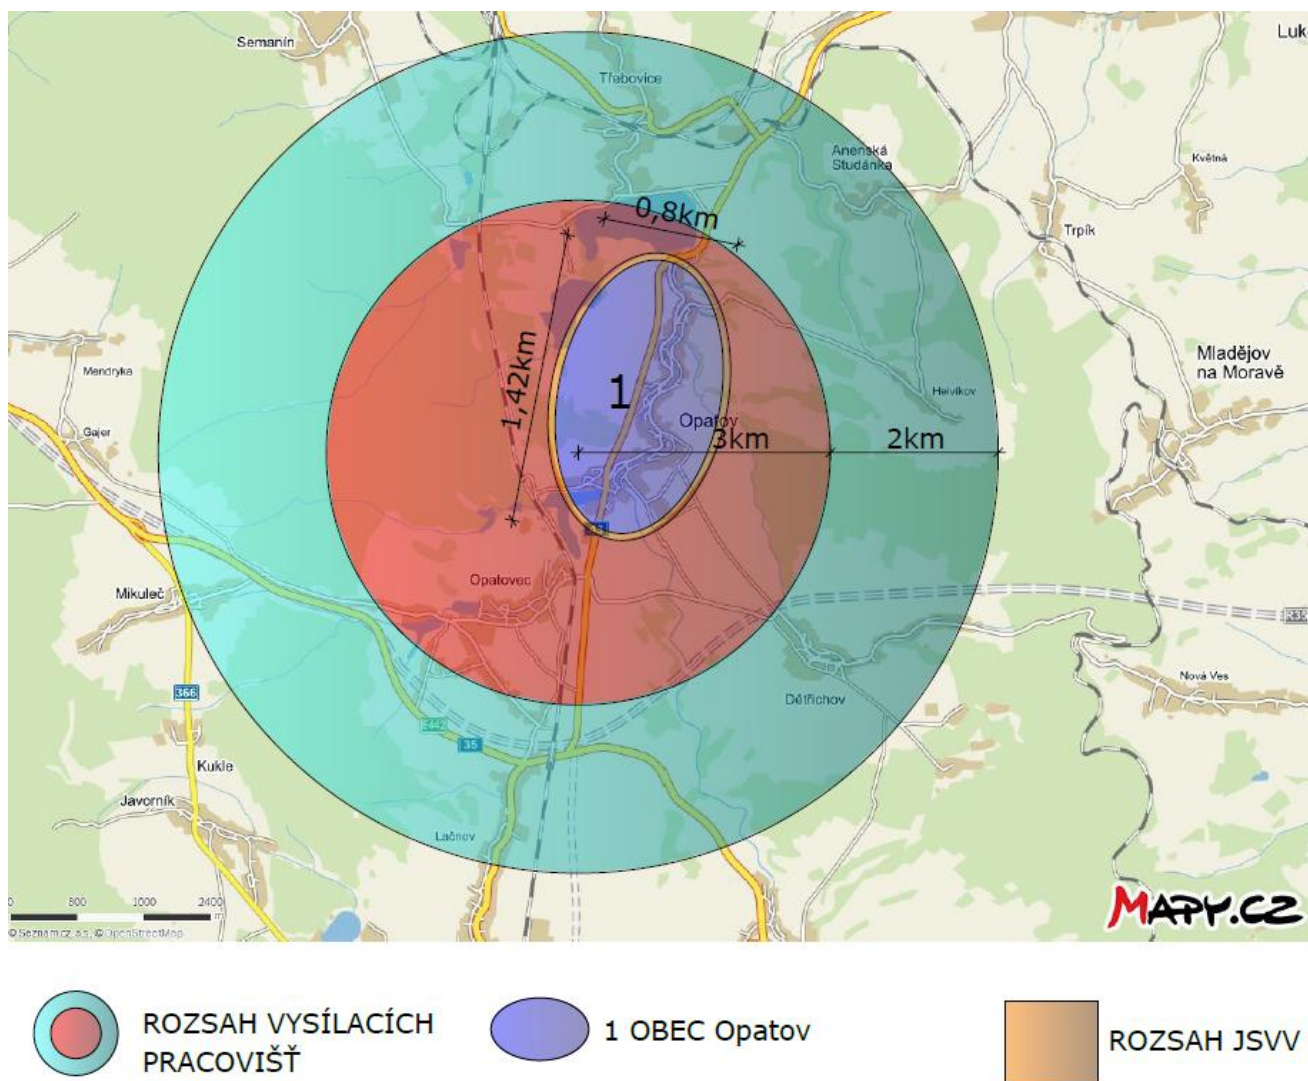 Semanín
Luk
Třebovice
Anenská
Studánka
Květná
0,8km
Trpík
Mladějov
na Moravě
1,42km
Mendryka
Helvíkov
1
Opatov
Gajer
3km
2km
Opatovec
Mikuleč
R35
Nová Ves
366
Dětřichov
E442
35
Kukle
Javorník
Lačnov
0 800 1600 2400
m
© Seznam.cz, a.s., © OpenStreetMap
MAPY.CZ
ROZSAH VYSÍLACÍCH
PRACOVIŠŤ
1 OBEC Opatov
ROZSAH JSVV